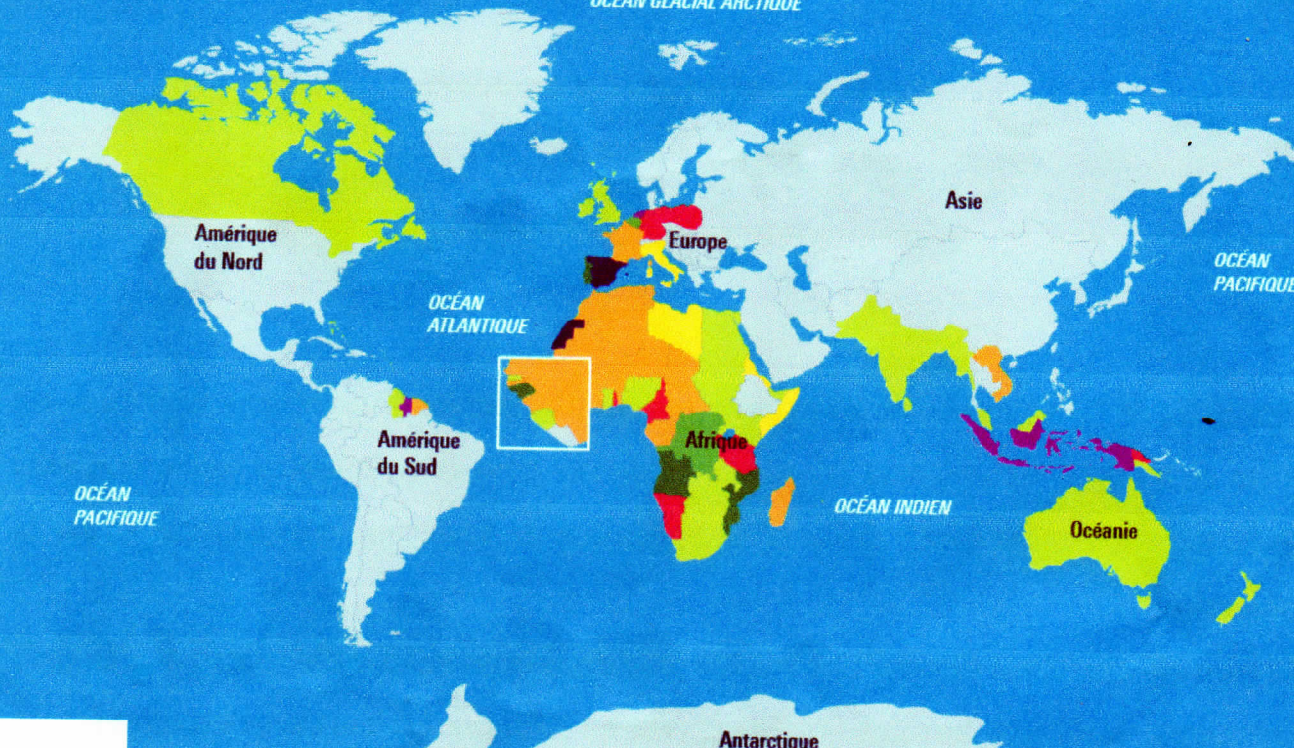 OCÉAN GLACIAL ARCTIQUE
Asie
Amérique
du Nord
Europe
OCÉAN
PACIFIQUE
OCÉAN
ATLANTIQUE
Amérique
du Sud
Afrique
OCÉAN
PACIFIQUE
OCÉAN INDIEN
Océanie
Antarctique